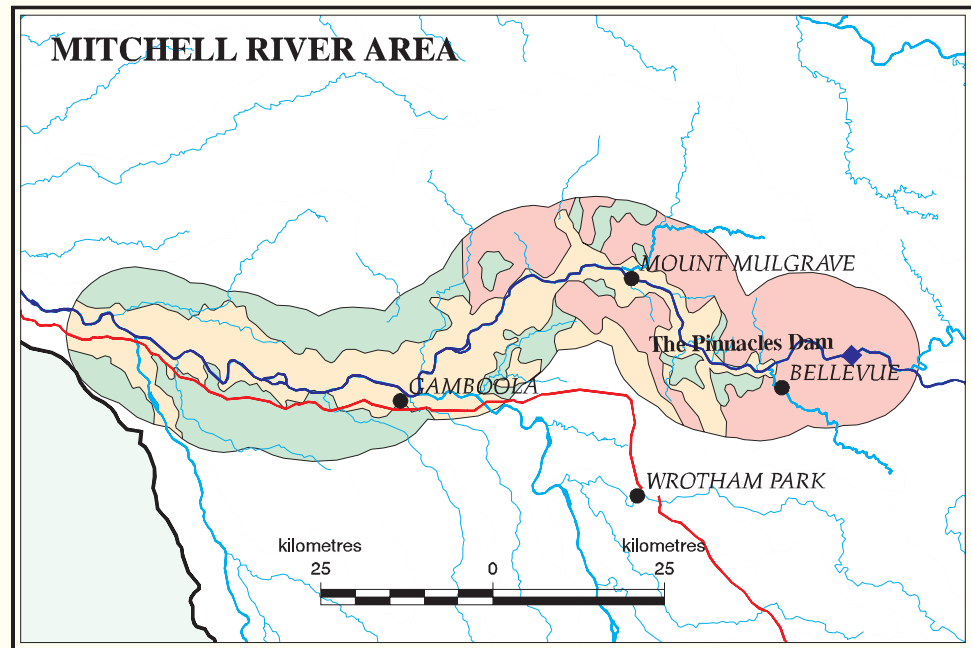 MITCHELL RIVER AREA
MOUNT MULGRAVE
The Pinnacles Dam
BELLEVUE
GAMBOOLA
WROTHAM PARK
kilometres kilometres
25 0 25